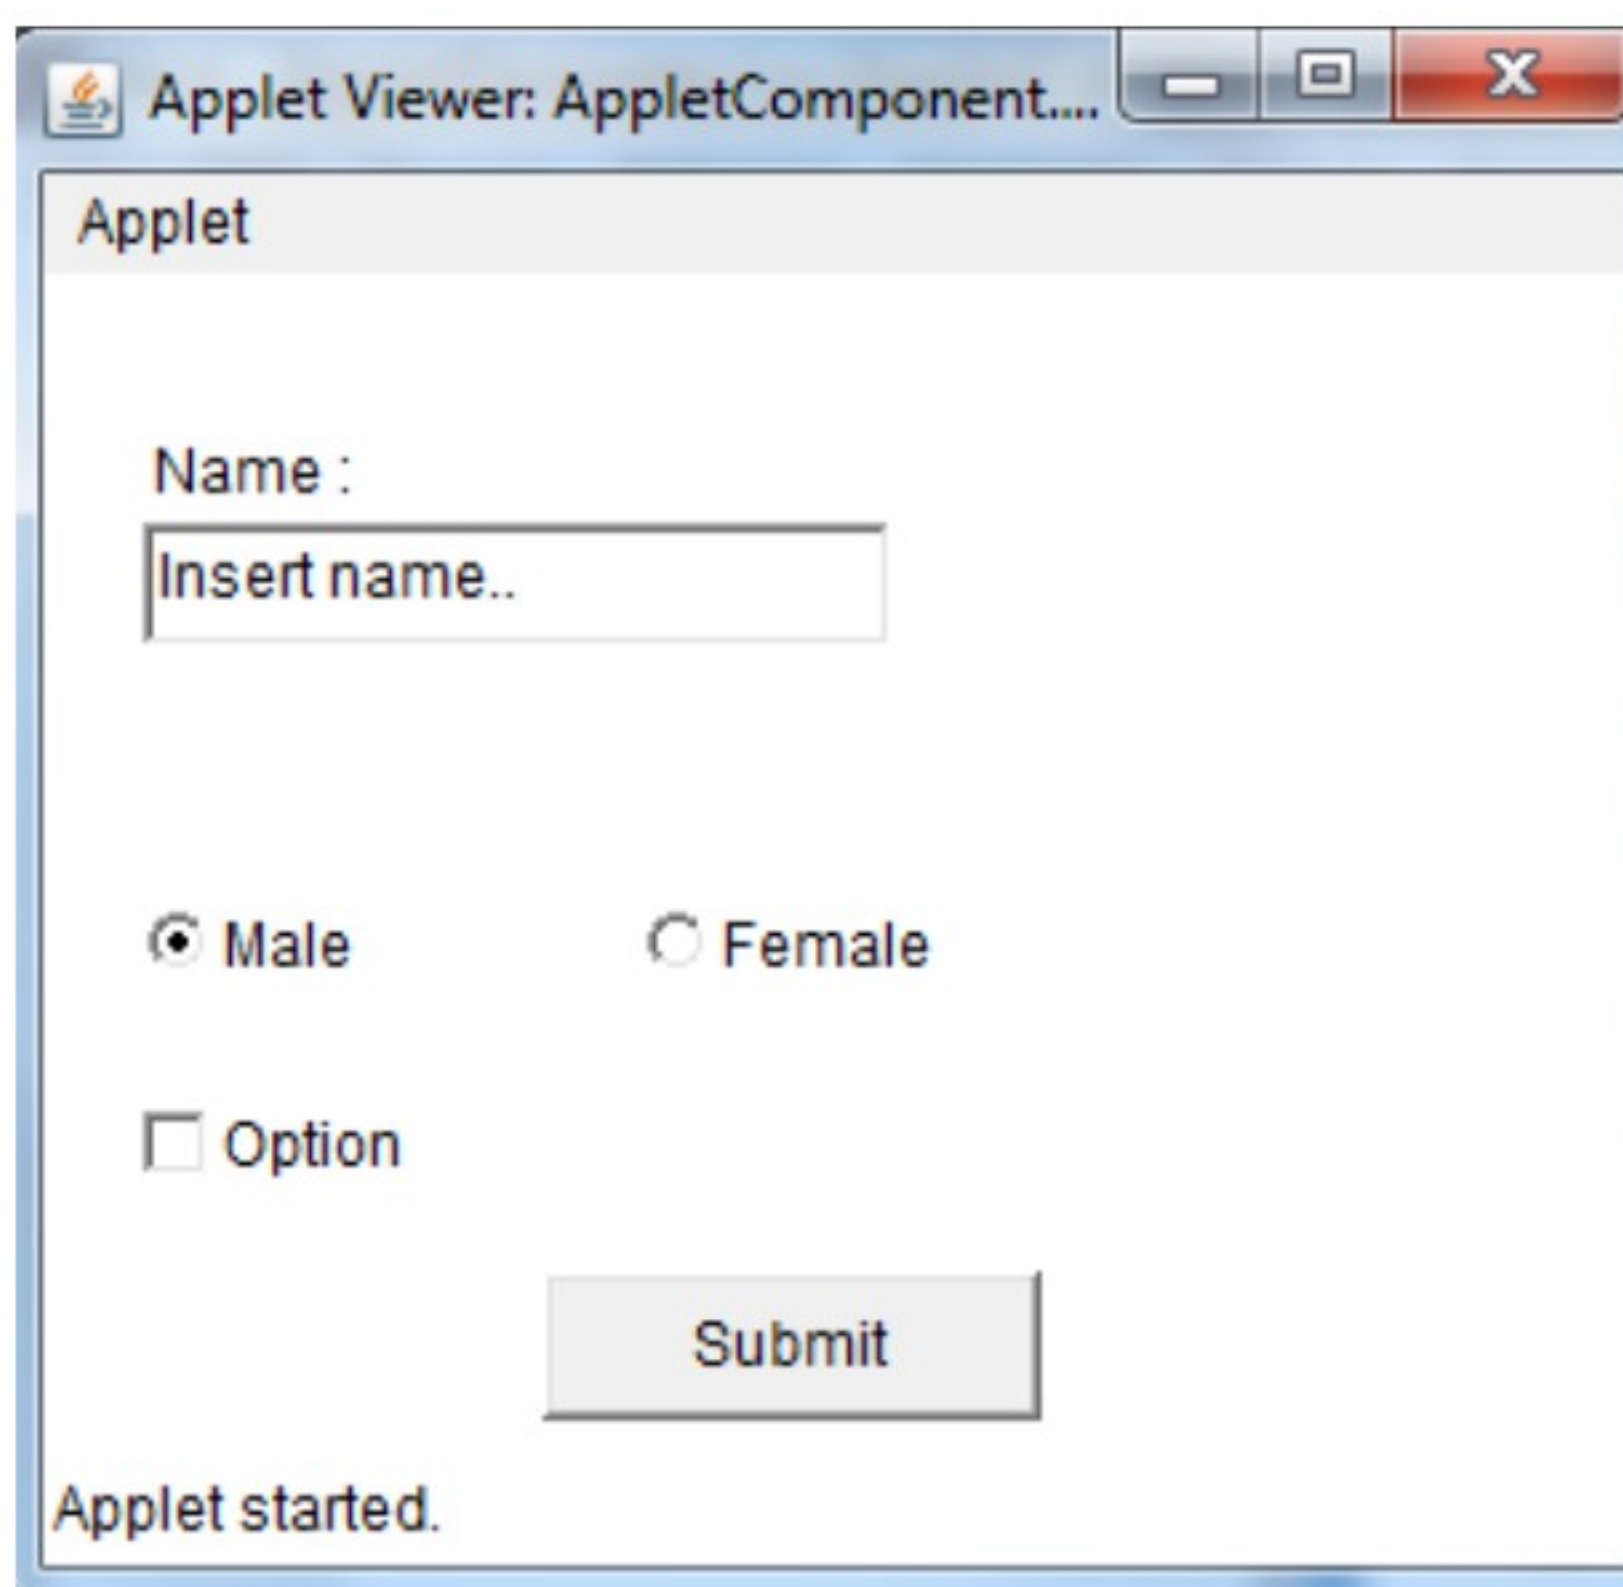 Applet Viewer: AppletComponent....
Applet
Name :
Insert name..
Male Female
Option
Submit
Applet started.